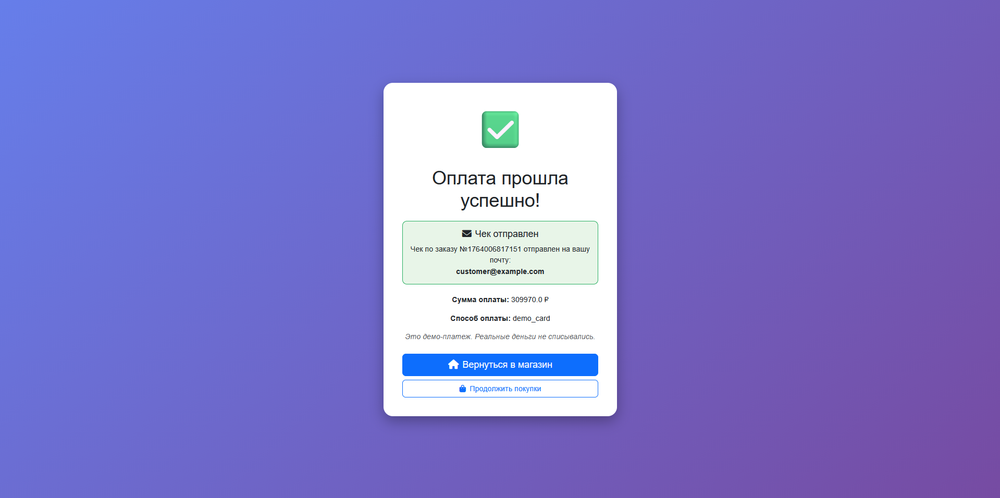 Оплата прошла
успешно!
Чек отправлен
Чек по заказу №1764006817151 отправлен на вашу
почту:
customer@example.com
Сумма оплаты: 309970.0 ₽
Способ оплаты: demo_card
Это демо-платеж. Реальные деньги не списывались.
Вернуться в магазин
Продолжить покупки